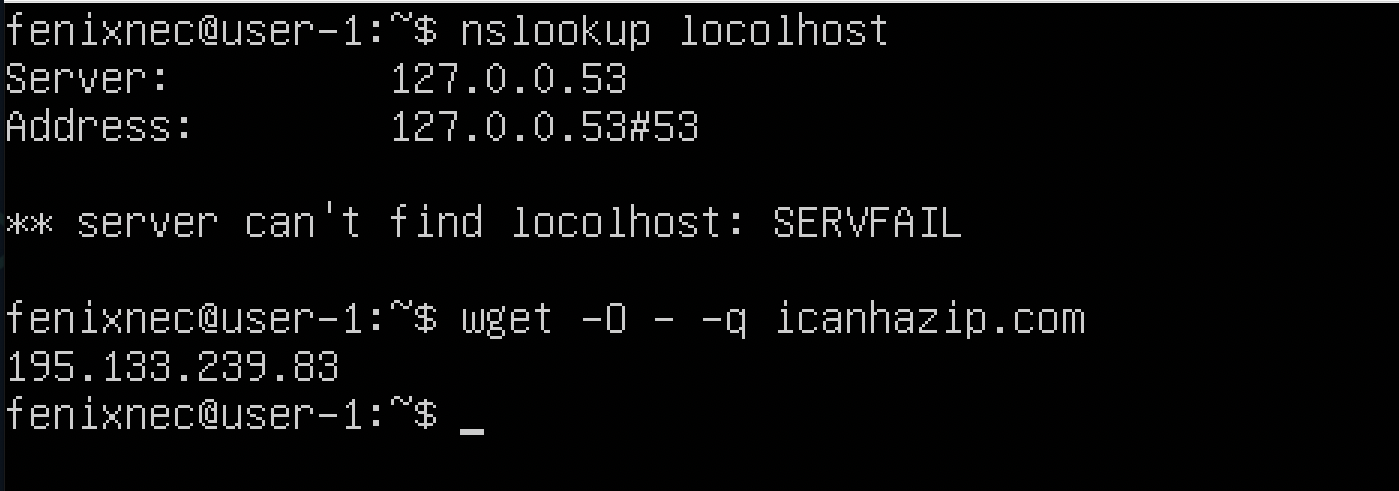 fenixnec@user-1:~$ nslookup locolhost
Server:         127.0.0.53
Address:        127.0.0.53#53
** server can't find locolhost: SERVFAIL
fenixnec@user-1:~$ wget -O - -q icanhazip.com
195.133.239.83
fenixnec@user-1:~$ _